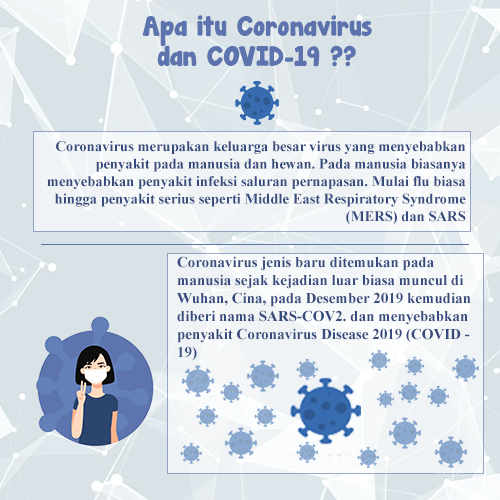 Apa itu Coronavirus
dan COVID-19 ??
Coronavirus merupakan keluarga besar virus yang menyebabkan
penyakit pada manusia dan hewan. Pada manusia biasanya
menyebabkan penyakit infeksi saluran pernapasan. Mulai flu biasa
hingga penyakit serius seperti Middle East Respiratory Syndrome
(MERS) dan SARS
Coronavirus jenis baru ditemukan pada
manusia sejak kejadian luar biasa muncul di
Wuhan, Cina, pada Desember 2019 kemudian
diberi nama SARS-COV2. dan menyebabkan
penyakit Coronavirus Disease 2019 (COVID -
19)